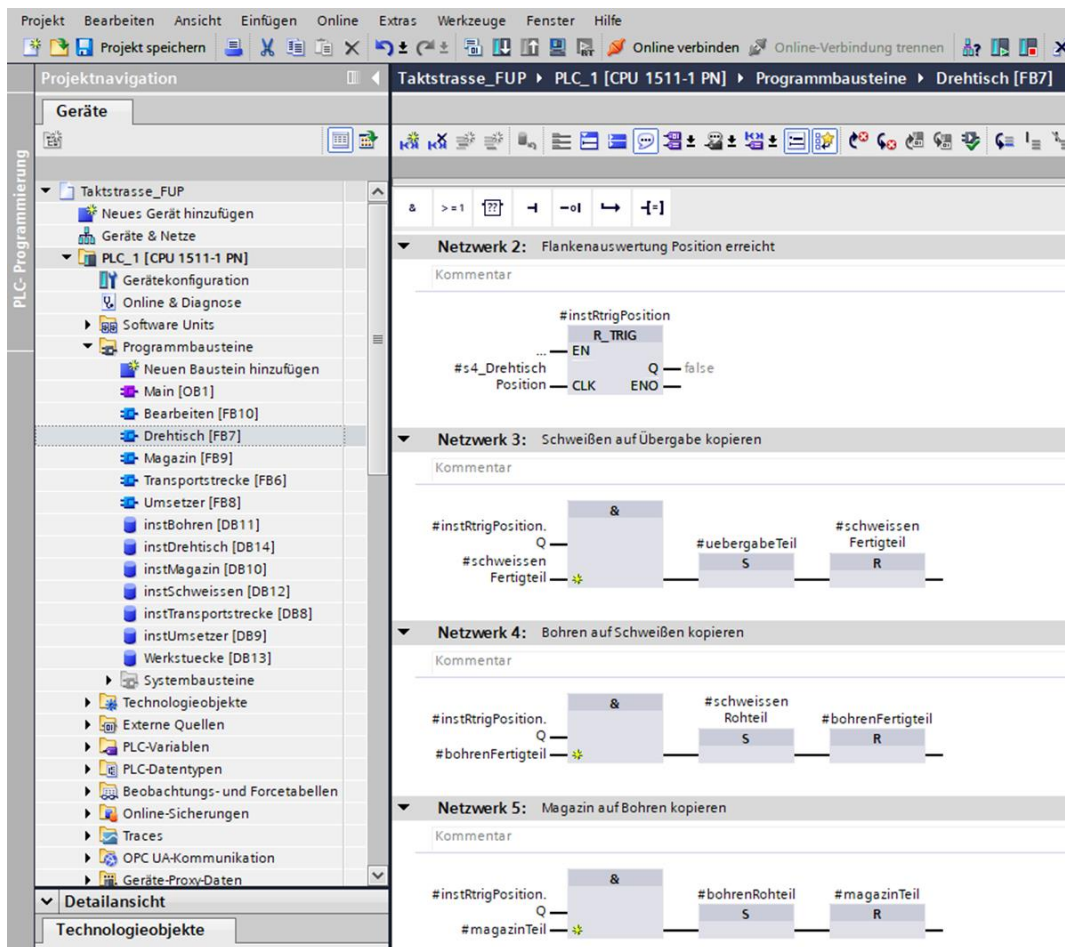 Projekt Bearbeiten Ansicht Einfügen Online Extras Werkzeuge Fenster Hilfe
Projekt speichern Online verbinden Online-Verbindung trennen
Projektnavigation
Taktstrasse_FUP PLC_1 [CPU 1511-1 PN] Programmbausteine Drehtisch [FB7]
Geräte
PLC- Programmierung
Taktstrasse_FUP
Neues Gerät hinzufügen
Geräte & Netze
PLC_1 [CPU 1511-1 PN]
Gerätekonfiguration
Online & Diagnose
Software Units
Programmbausteine
Neuen Baustein hinzufügen
Main [OB1]
Bearbeiten [FB10]
Drehtisch [FB7]
Magazin [FB9]
Transportstrecke [FB6]
Umsetzer [FB8]
instBohren [DB11]
instDrehtisch [DB14]
instMagazin [DB10]
instSchweissen [DB12]
instTransportstrecke [DB8]
instUmsetzer [DB9]
Werkstuecke [DB13]
Systembausteine
Technologieobjekte
Externe Quellen
PLC-Variablen
PLC-Datentypen
Beobachtungs- und Forcetabellen
Online-Sicherungen
Traces
OPC UA-Kommunikation
Geräte-Proxy-Daten
Detailansicht
Technologieobjekte
& >=1 ??
Netzwerk 2: Flankenauswertung Position erreicht
Kommentar
#instRtrigPosition
R_TRIG
... EN
#s4_Drehtisch Q false
Position CLK ENO
Netzwerk 3: Schweißen auf Übergabe kopieren
Kommentar
&
#instRtrigPosition. #schweissen
Q #uebergabeTeil Fertigteil
#schweissen S R
Fertigteil
Netzwerk 4: Bohren auf Schweißen kopieren
Kommentar
& #schweissen
#instRtrigPosition. Rohteil #bohrenFertigteil
Q S R
#bohrenFertigteil
Netzwerk 5: Magazin auf Bohren kopieren
Kommentar
&
#instRtrigPosition. #bohrenRohteil #magazinTeil
Q S R
#magazinTeil